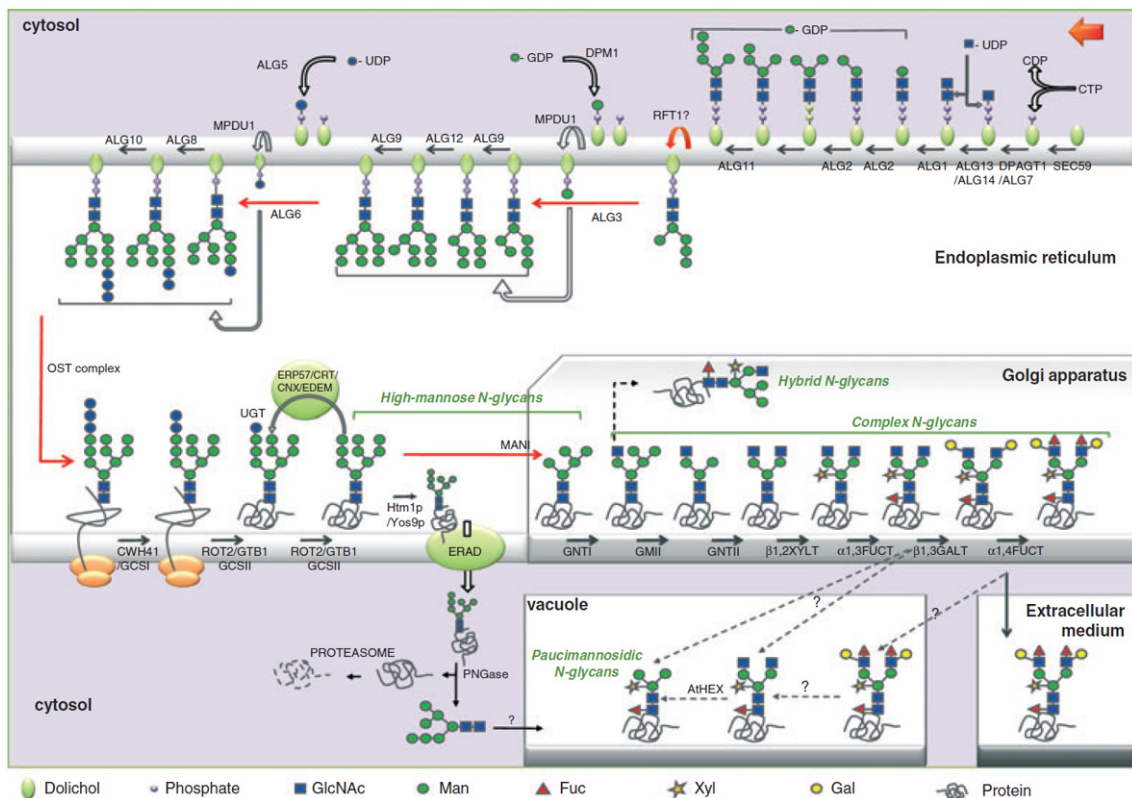 cytosol
ALG5
- UDP
- GDP
DPM1
- GDP
- UDP
CDP
CTP
ALG10
ALG8
MPDU1
ALG9
ALG12
ALG9
MPDU1
RFT1?
ALG11
ALG2
ALG2
ALG1
ALG13
/ALG14
DPAGT1
/ALG7
SEC59
ALG6
ALG3
Endoplasmic reticulum
OST complex
ERP57/CRT/
CNX/EDEM
UGT
High-mannose N-glycans
MANI
Htm1p
/Yos9p
Hybrid N-glycans
Golgi apparatus
Complex N-glycans
CWH41
/GCSI
ROT2/GTB1
GCSII
ROT2/GTB1
GCSII
ERAD
GNTI
GMII
GNTII
β1,2XYLT
α1,3FUCT
β1,3GALT
α1,4FUCT
vacuole
?
?
Extracellular
medium
Paucimannosidic
N-glycans
AtHEX
?
PROTEASOME
PNGase
?
cytosol
Dolichol
Phosphate
GlcNAc
Man
Fuc
Xyl
Gal
Protein